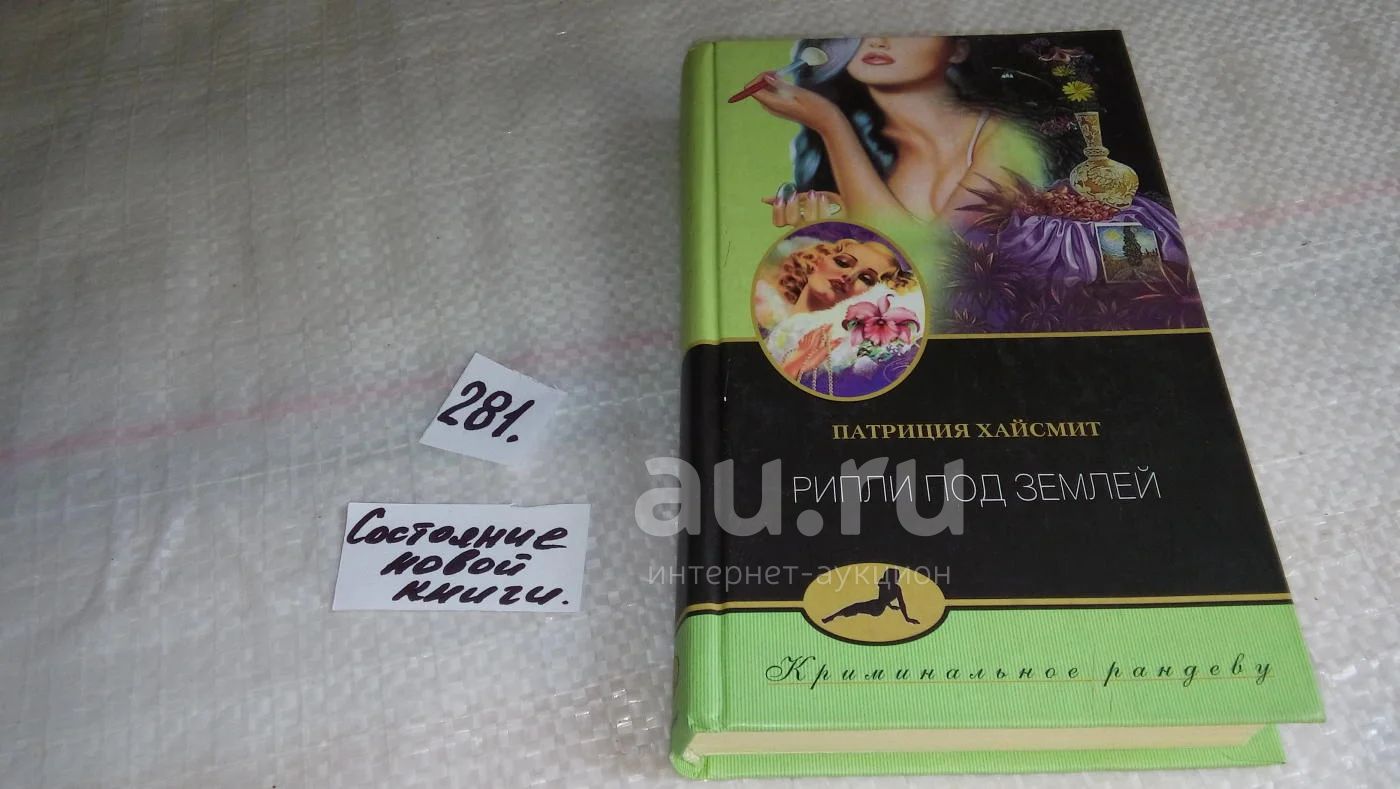 281.
Состояние
новой
книги.
ПАТРИЦИЯ ХАЙСМИТ
РИПЛИ ПОД ЗЕМЛЕЙ
au.ru
интернет-аукцион
Криминальное рандеву